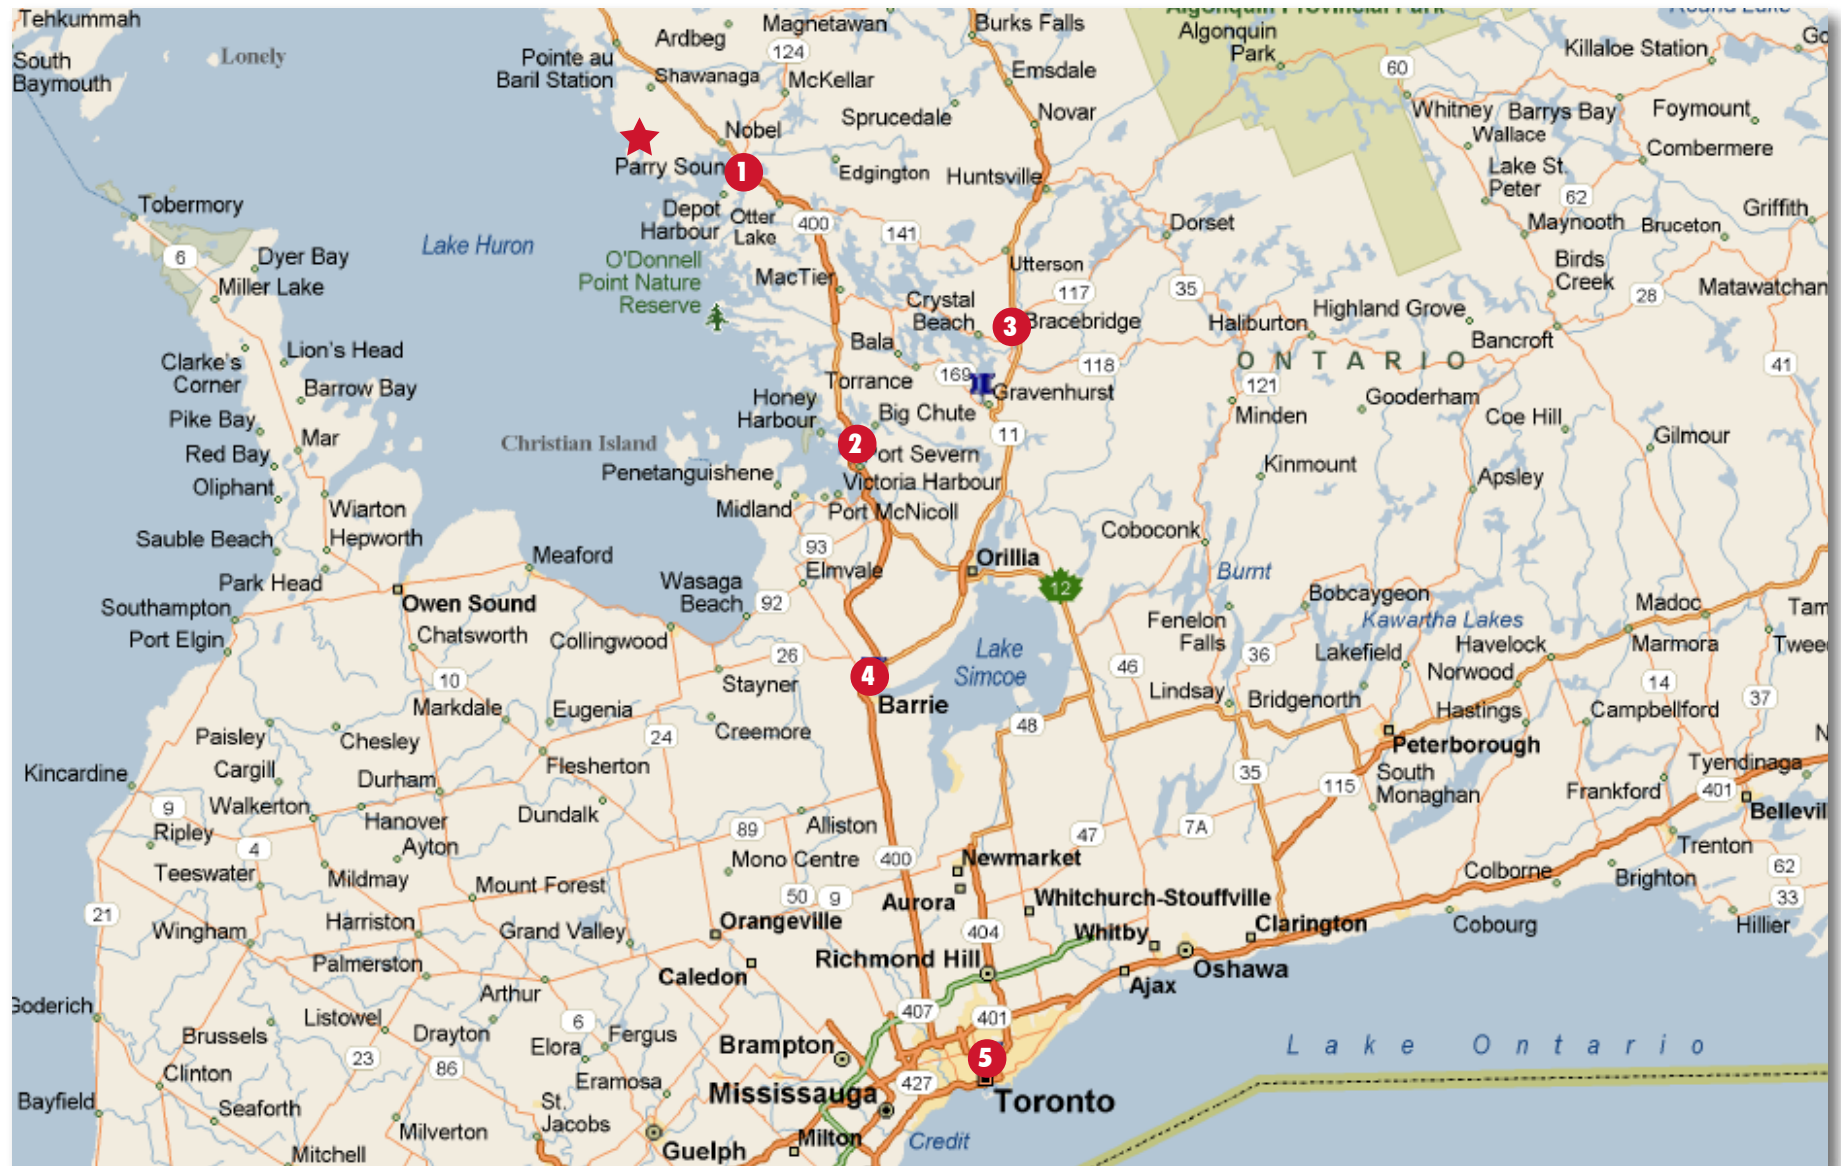 Tehkummah
South
Baymouth
Lonely
Pointe au
Baril Station
Ardbeg
Magnetawan
124
Shawanaga
McKellar
Burks Falls
Emsdale
Sprucedale
Novar
Algonquin Provincial Park
Algonquin
Park
60
Round Lake
Killaloe Station
Whitney
Barrys Bay
Foymount
Wallace
Combermere
Lake St.
Peter
62
Maynooth
Bruceton
Griffith
Nobel
Parry Soun
1
Edgington
Huntsville
Depot
Harbour
Otter
Lake
400
141
Dorset
Tobermory
6
Dyer Bay
Miller Lake
Lake Huron
O'Donnell
Point Nature
Reserve
MacTier
Utterson
117
35
Crystal
Beach
3
Bracebridge
Haliburton
Highland Grove
Birds
Creek
28
Matawatchan
Bancroft
ONTARIO
41
Clarke's
Corner
Lion's Head
Barrow Bay
Bala
Torrance
169
118
Gravenhurst
121
Minden
Gooderham
Coe Hill
Gilmour
Pike Bay
Mar
Red Bay
Oliphant
Christian Island
Honey
Harbour
Big Chute
11
2
ort Severn
Penetanguishene
Victoria Harbour
Midland
Port McNicoll
Kinmount
Apsley
Wiarton
Hepworth
Sauble Beach
Park Head
Meaford
93
Elmvale
Orillia
12
Coboconk
Burnt
Wasaga
Beach
92
Southampton
Owen Sound
Port Elgin
Chatsworth
Collingwood
26
Lake
Simcoe
Fenelon
Falls
Bobcaygeon
Kawartha Lakes
Madoc
Tam
Marmora
Twee
36
Lakefield
Havelock
Norwood
46
10
Stayner
4
Barrie
Lindsay
Bridgenorth
14
37
Hastings
Campbellford
Markdale
Eugenia
24
Creemore
48
Paisley
Chesley
Peterborough
Kincardine
Cargill
Durham
Flesherton
35
115
South
Monaghan
Tyendinaga
N
Frankford
401
Bellevil
9
Walkerton
Hanover
Dundalk
Ripley
4
Ayton
89
Alliston
47
7A
Trenton
Teeswater
Mildmay
Mount Forest
Mono Centre
400
Newmarket
Colborne
Brighton
62
33
50
9
Aurora
Whitchurch-Stouffville
21
Wingham
Harriston
Grand Valley
Orangeville
404
Whitby
Clarington
Cobourg
Hillier
Palmerston
Caledon
Richmond Hill
Oshawa
Ajax
Goderich
Arthur
407
401
Listowel
Drayton
6
Fergus
Brussels
Elora
Brampton
5
Lake Ontario
23
86
Eramosa
Mississauga
427
Toronto
Clinton
Bayfield
Seaforth
St.
Jacobs
Milverton
Guelph
Milton
Credit
Mitchell